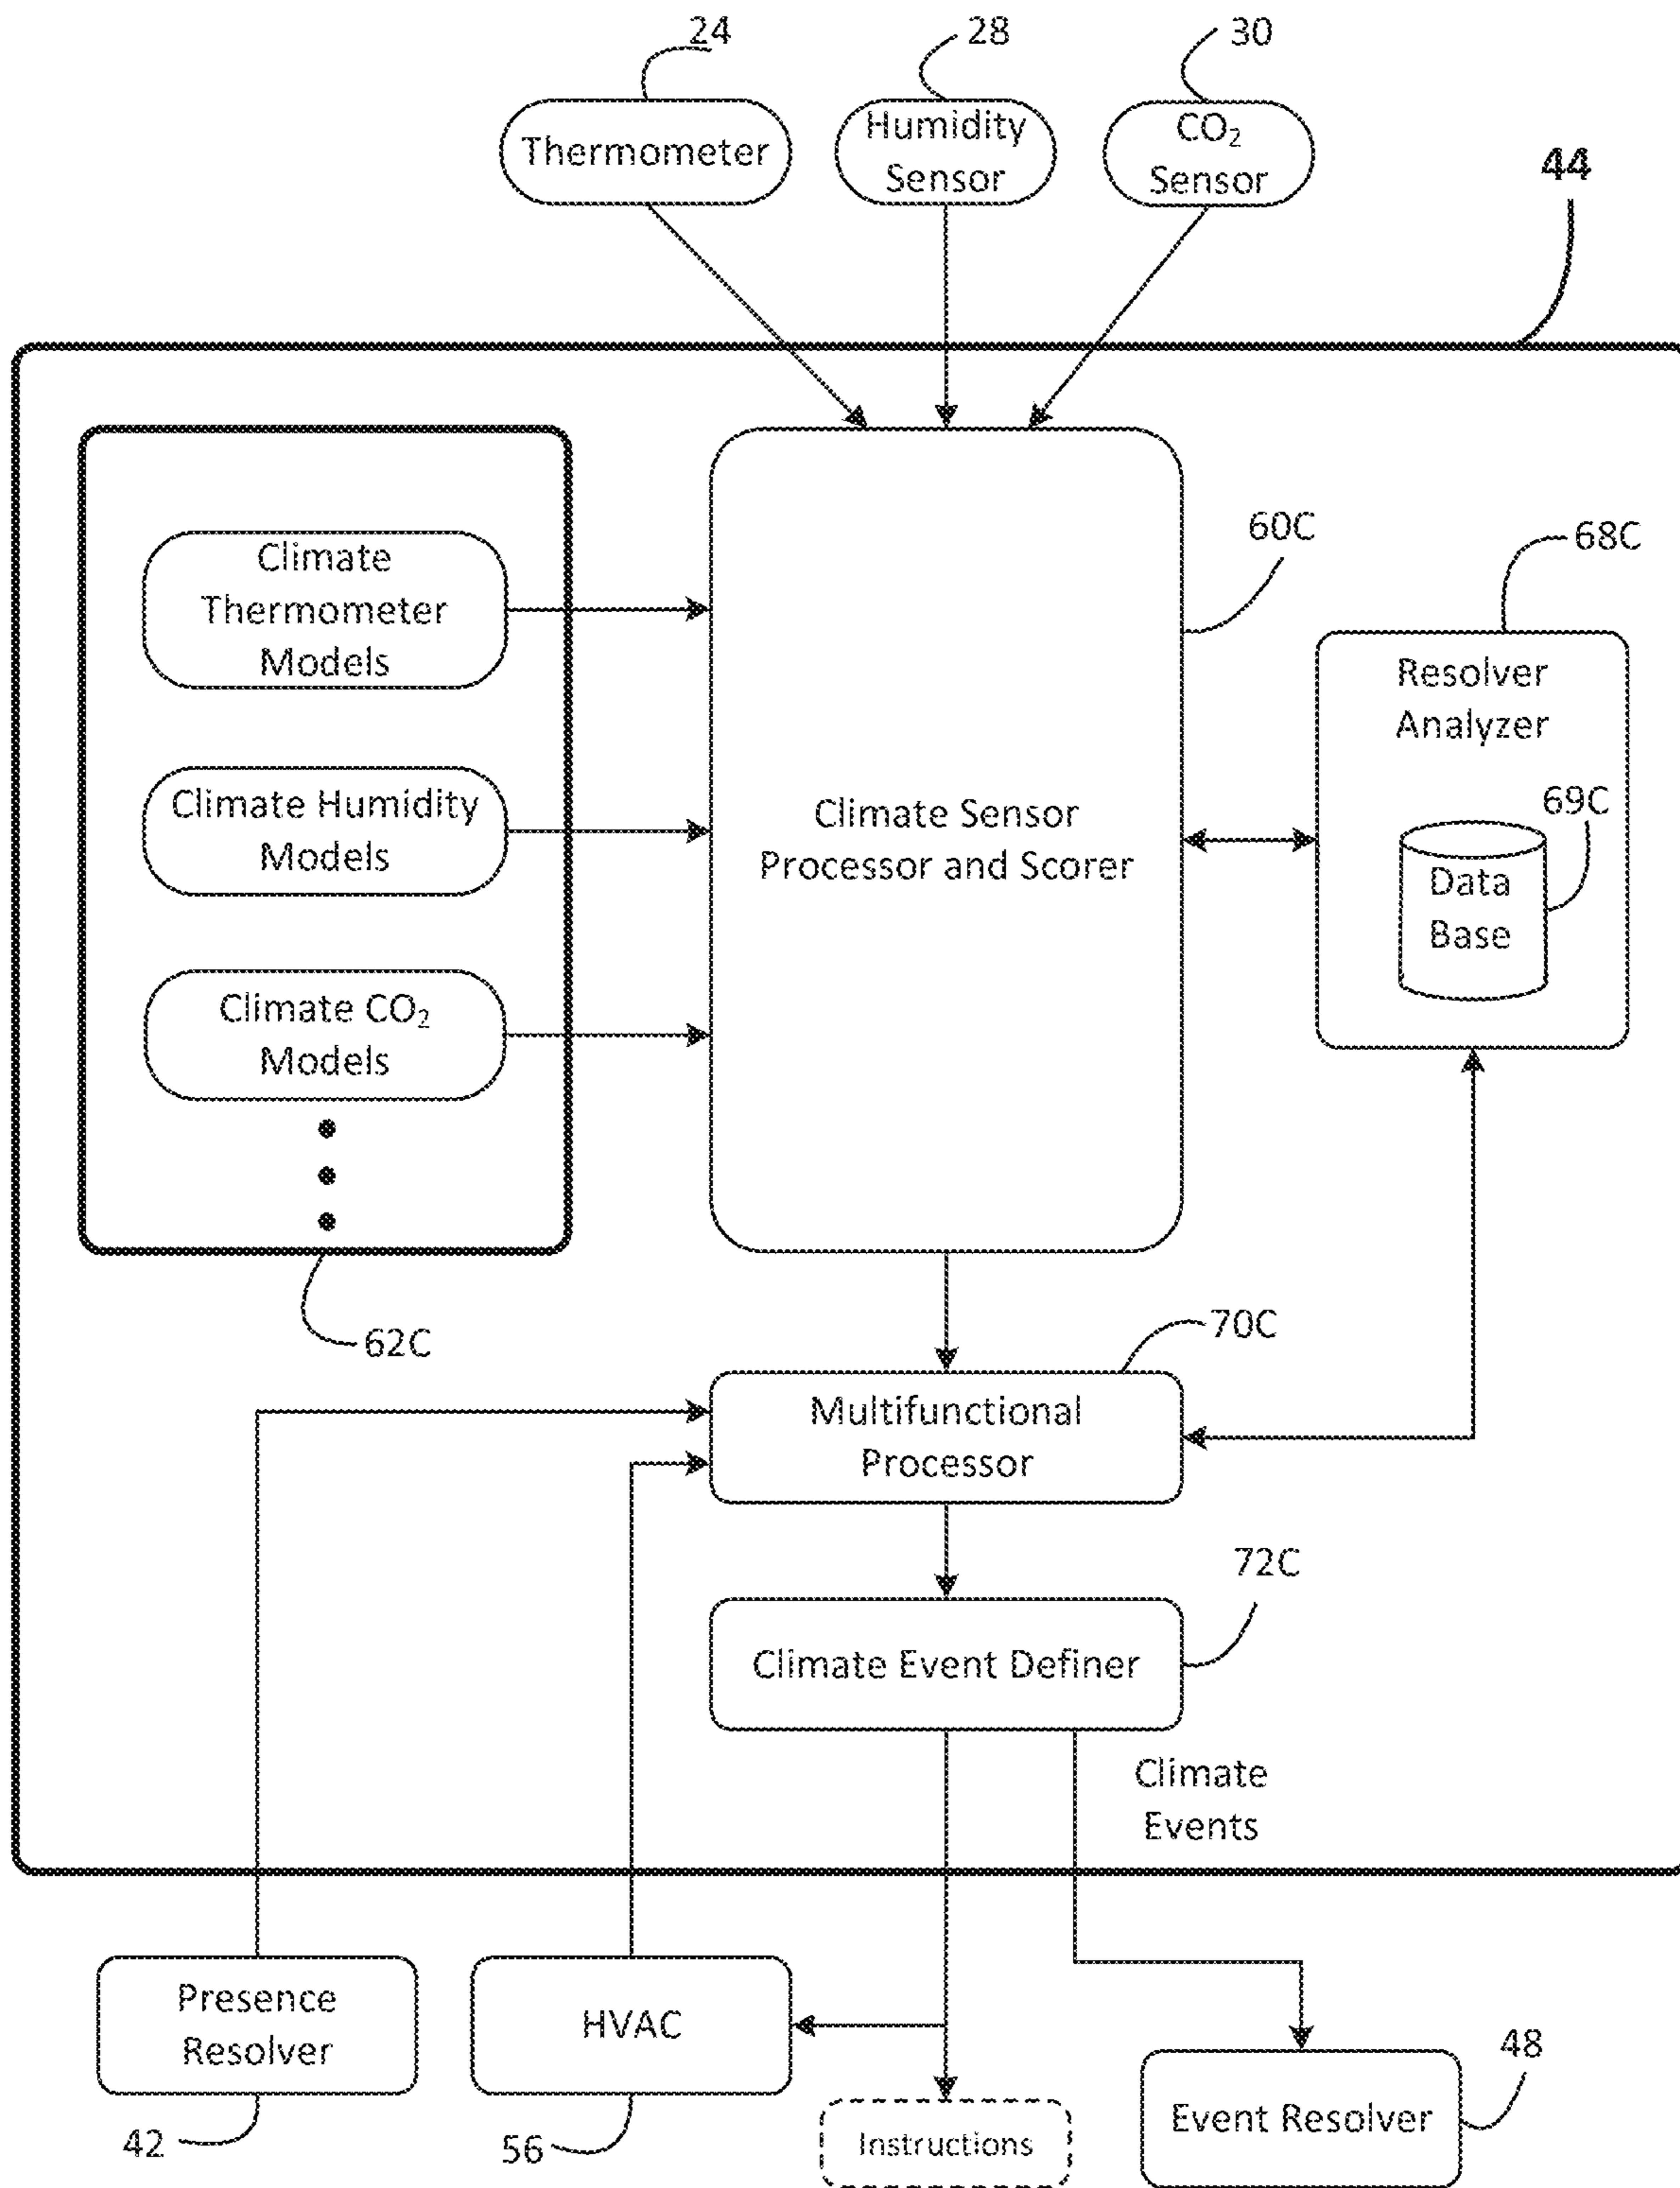 24
28
30
Thermometer
Humidity
Sensor
CO₂
Sensor
44
60C
68C
Climate
Thermometer
Models
Resolver
Analyzer
Climate Humidity
Models
Climate Sensor
Processor and Scorer
69C
Data
Base
Climate CO₂
Models
62C
70C
Multifunctional
Processor
72C
Climate Event Definer
Climate
Events
Presence
Resolver
HVAC
42
56
Instructions
Event Resolver
48